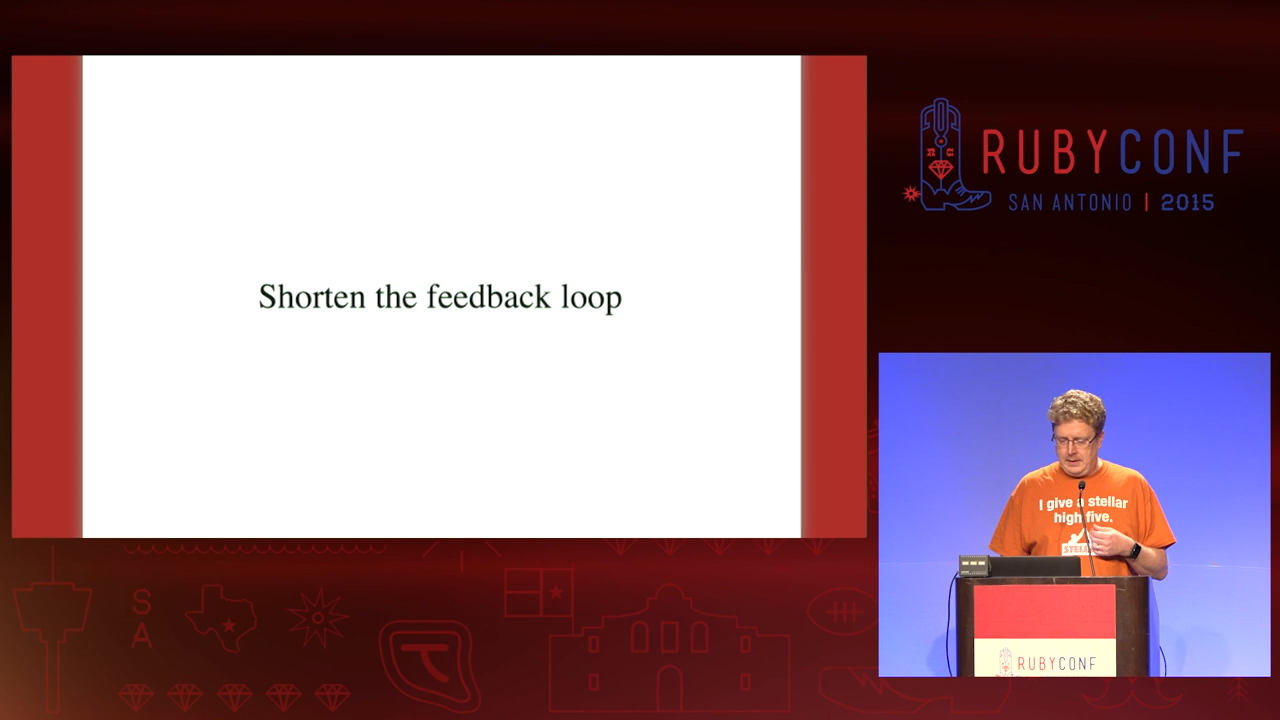 Shorten the feedback loop
RUBYCONF
SAN ANTONIO | 2015
I give a stellar
high five.
RUBYCONF
S
A